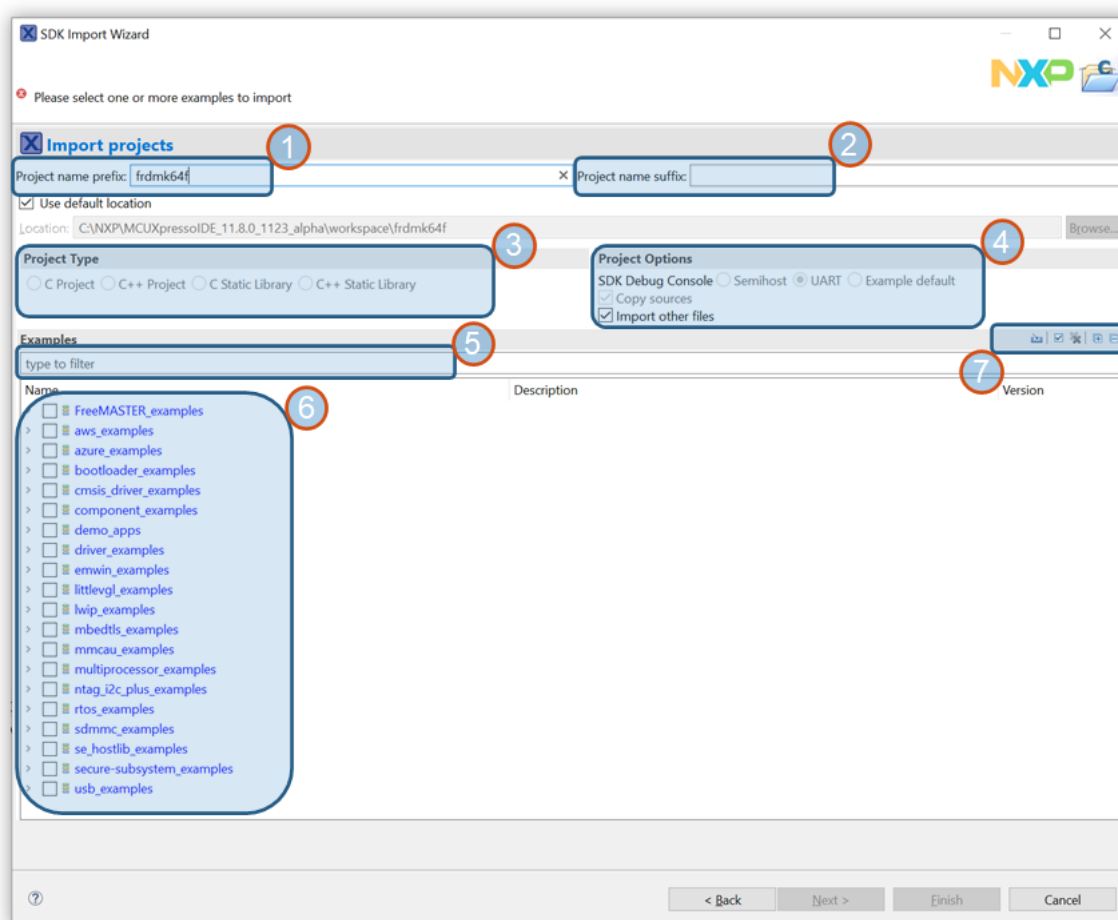 SDK Import Wizard
NXP
Please select one or more examples to import
Import projects
1
2
Project name prefix: frdmk64f
Project name suffix:
Use default location
Location: C:\NXP\MCUXpressoIDE_11.8.0_1123_alpha\workspace\frdmk64f
Browse...
3
4
Project Type
Project Options
C Project C++ Project C Static Library C++ Static Library
SDK Debug Console Semihost UART Example default
Copy sources
Import other files
5
Examples
type to filter
7
Name
Description
Version
6
FreeMASTER_examples
aws_examples
azure_examples
bootloader_examples
cmsis_driver_examples
component_examples
demo_apps
driver_examples
emwin_examples
littlevgl_examples
lwip_examples
mbedtls_examples
mmcau_examples
multiprocessor_examples
ntag_i2c_plus_examples
rtos_examples
sdmmc_examples
se_hostlib_examples
secure-subsystem_examples
usb_examples
< Back
Next >
Finish
Cancel